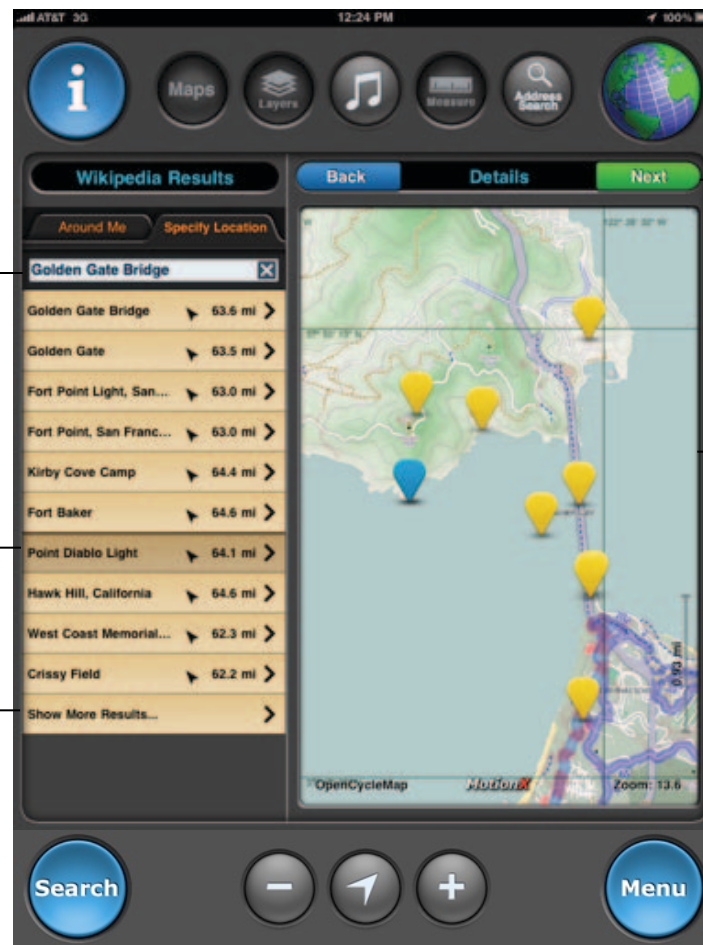 AT&T 3G 12:24 PM 100%
i Maps Layers Measure Address Search
Wikipedia Results
Back Details Next
Around Me Specify Location
Golden Gate Bridge
Golden Gate Bridge 63.6 mi
Golden Gate 63.5 mi
Fort Point Light, San... 63.0 mi
Fort Point, San Franc... 63.0 mi
Kirby Cove Camp 64.4 mi
Fort Baker 64.6 mi
Point Diablo Light 64.1 mi
Hawk Hill, California 64.6 mi
West Coast Memorial... 62.3 mi
Crissy Field 62.2 mi
Show More Results...
0.93 mi
OpenCycleMap MotionX Zoom: 13.6
Search Menu